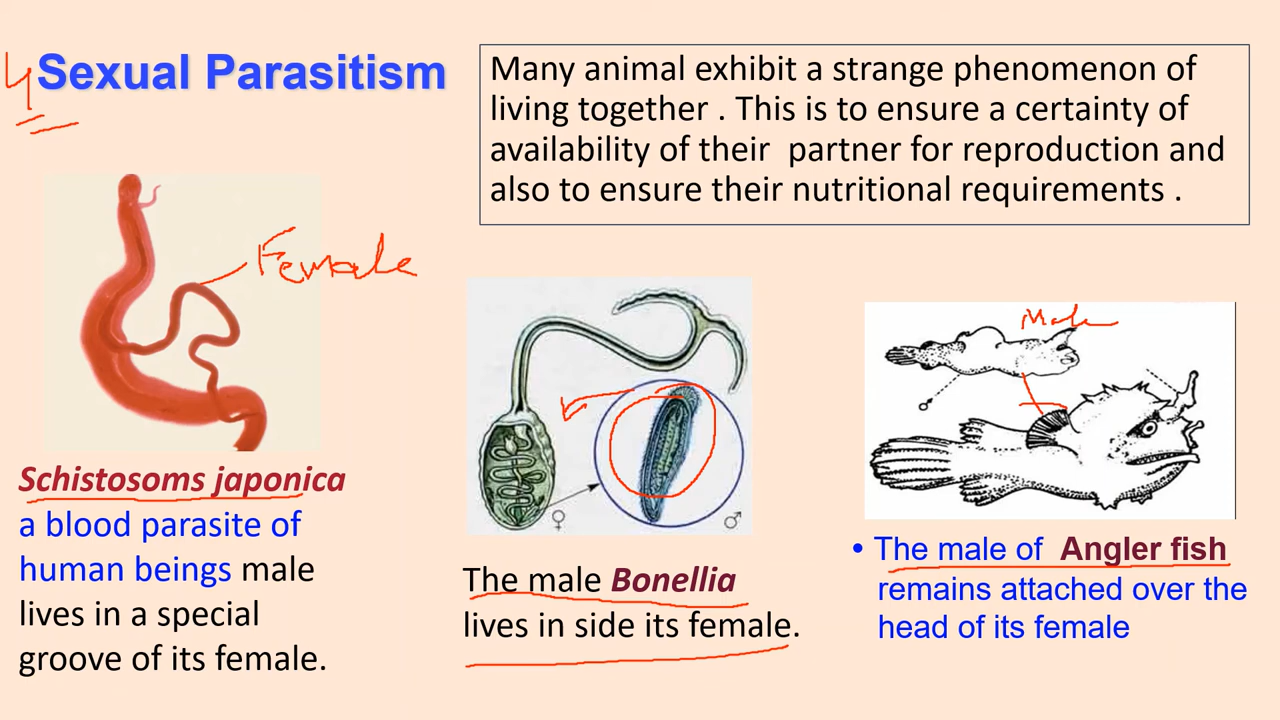 4 Sexual Parasitism
Many animal exhibit a strange phenomenon of
living together . This is to ensure a certainty of
availability of their partner for reproduction and
also to ensure their nutritional requirements .
Female
Schistosoms japonica
a blood parasite of
human beings male
lives in a special
groove of its female.
♀
♂
The male Bonellia
lives in side its female.
Male
• The male of Angler fish
remains attached over the
head of its female